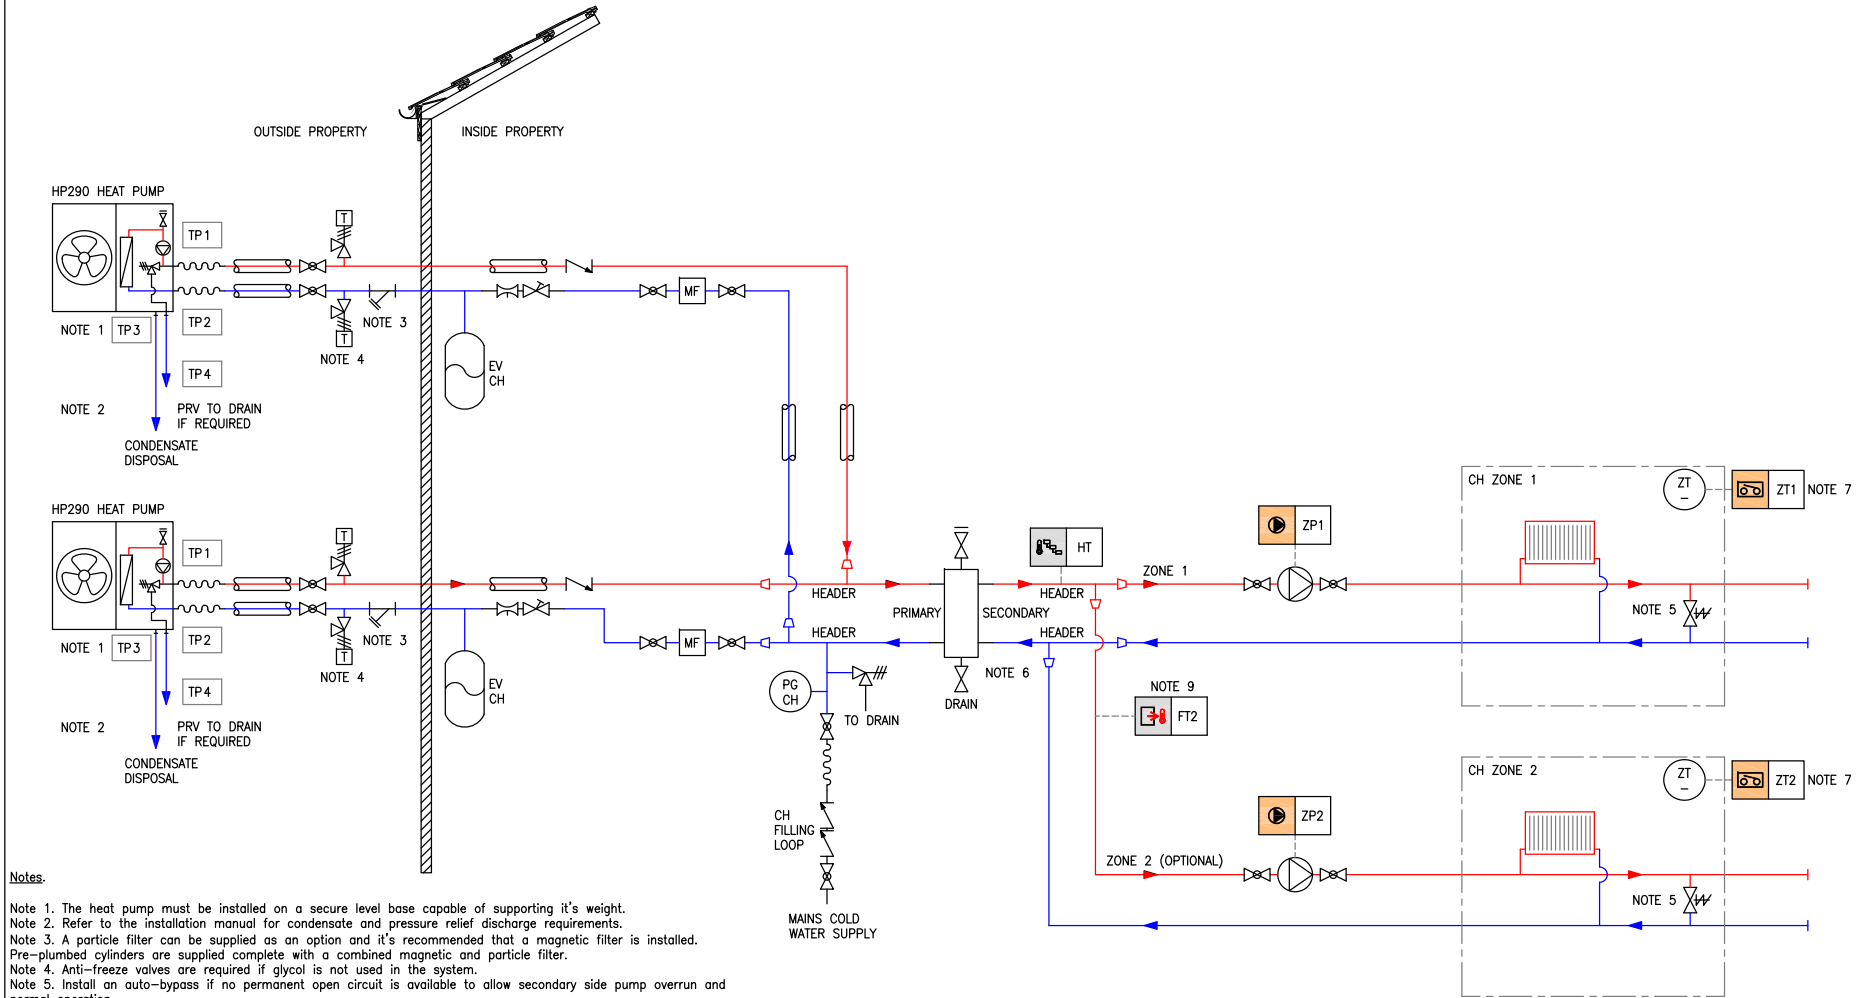 OUTSIDE PROPERTY
INSIDE PROPERTY
HP290 HEAT PUMP
TP1
T
MF
NOTE 1
TP3
TP2
NOTE 3
T
NOTE 4
TP4
EV
CH
NOTE 2
PRV TO DRAIN
IF REQUIRED
CONDENSATE
DISPOSAL
HP290 HEAT PUMP
TP1
T
MF
NOTE 1
TP3
TP2
NOTE 3
T
NOTE 4
TP4
EV
CH
NOTE 2
PRV TO DRAIN
IF REQUIRED
CONDENSATE
DISPOSAL
HEADER
HEADER
PRIMARY
SECONDARY
HEADER
HEADER
HT
NOTE 6
DRAIN
PG
CH
TO DRAIN
CH
FILLING
LOOP
MAINS COLD
WATER SUPPLY
ZONE 1
ZP1
CH ZONE 1
ZT
–
ZT1
NOTE 7
NOTE 5
NOTE 9
FT2
ZONE 2 (OPTIONAL)
ZP2
CH ZONE 2
ZT
–
ZT2
NOTE 7
NOTE 5
Notes.
Note 1. The heat pump must be installed on a secure level base capable of supporting it's weight.
Note 2. Refer to the installation manual for condensate and pressure relief discharge requirements.
Note 3. A particle filter can be supplied as an option and it's recommended that a magnetic filter is installed.
Pre-plumbed cylinders are supplied complete with a combined magnetic and particle filter.
Note 4. Anti-freeze valves are required if glycol is not used in the system.
Note 5. Install an auto-bypass if no permanent open circuit is available to allow secondary side pump overrun and
normal operation